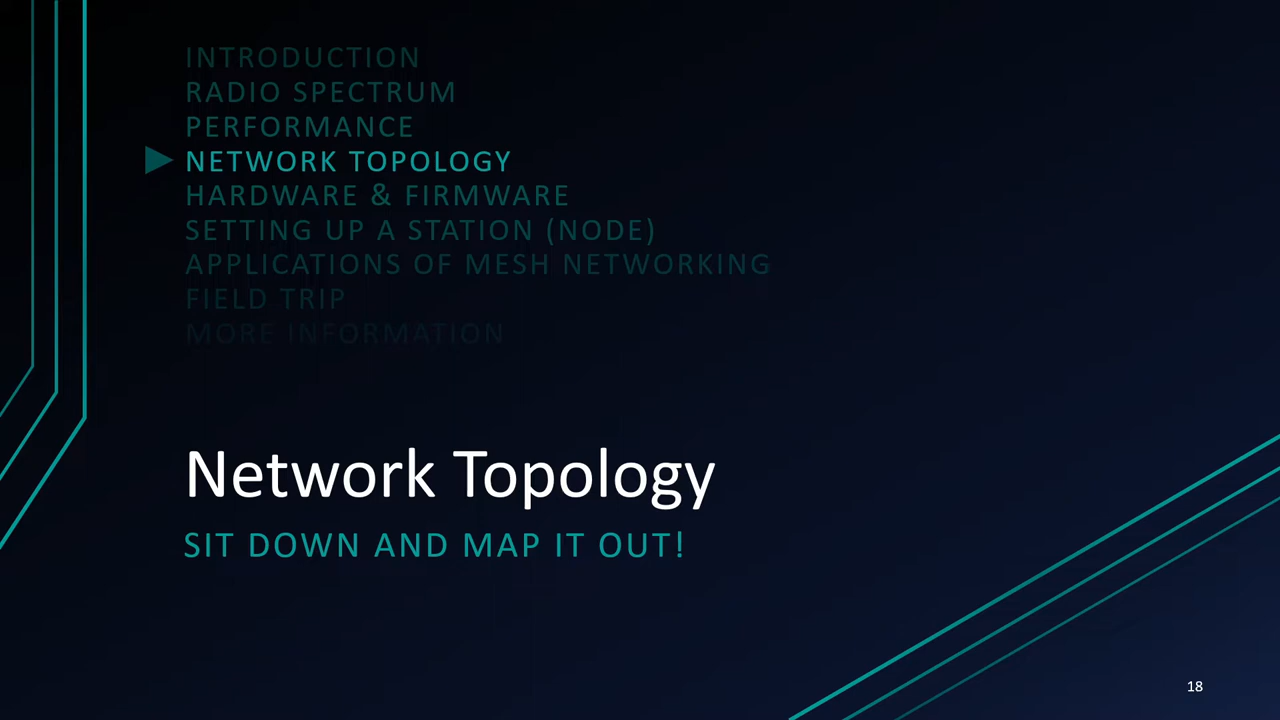 INTRODUCTION
RADIO SPECTRUM
PERFORMANCE
NETWORK TOPOLOGY
HARDWARE & FIRMWARE
SETTING UP A STATION (NODE)
APPLICATIONS OF MESH NETWORKING
FIELD TRIP
MORE INFORMATION
Network Topology
SIT DOWN AND MAP IT OUT!
18